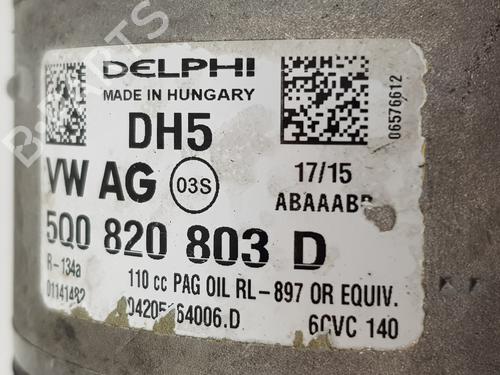 DELPHI
MADE IN HUNGARY
DH5
VW AG 03S
17/15
5Q0 820 803 D
R-134a
110 cc PAG OIL RL-897 OR EQUIV.
01141482
6CVC 140
06576612